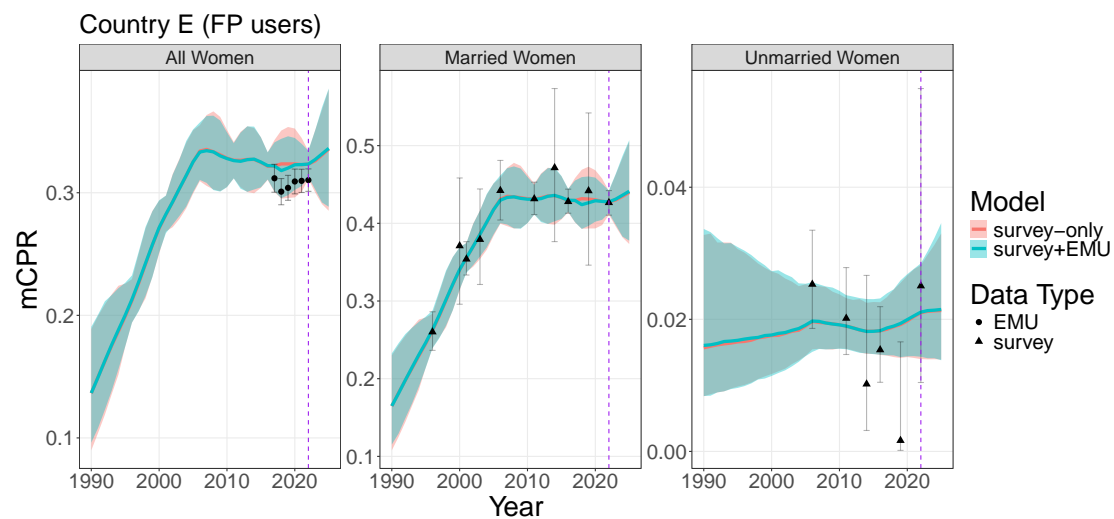 Country E (FP users)
All Women
Married Women
Unmarried Women
mCPR
0.3
0.2
0.1
0.5
0.4
0.3
0.2
0.1
0.04
0.02
0.00
1990 2000 2010 2020
1990 2000 2010 2020
1990 2000 2010 2020
Year
Model
survey−only
survey+EMU
Data Type
EMU
survey